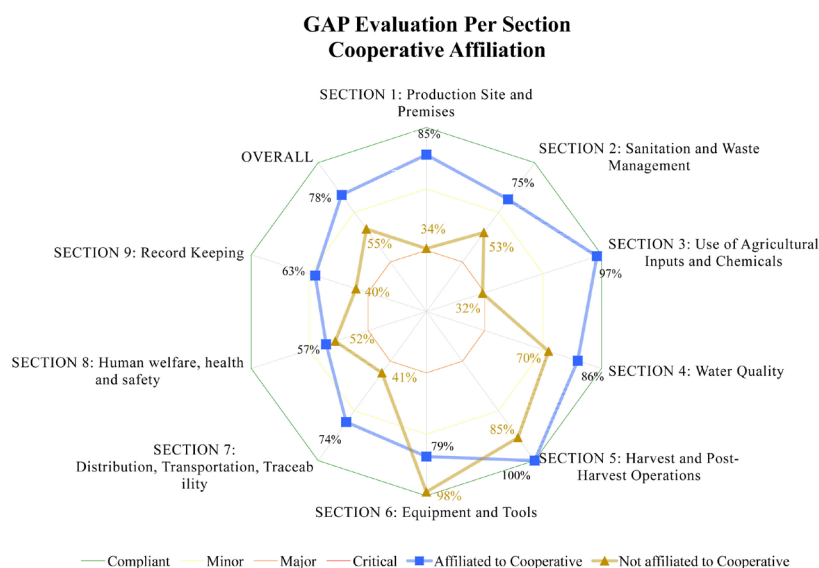 GAP Evaluation Per Section
Cooperative Affiliation
SECTION 1: Production Site and
Premises
85%
OVERALL
SECTION 2: Sanitation and Waste
Management
75%
78%
34%
55%
53%
SECTION 9: Record Keeping
63%
SECTION 3: Use of Agricultural
Inputs and Chemicals
97%
40%
32%
SECTION 8: Human welfare, health
and safety
57%
52%
70%
86%
SECTION 4: Water Quality
41%
85%
74%
79%
SECTION 7:
Distribution, Transportation, Traceab
ility
100%
SECTION 5: Harvest and Post-
Harvest Operations
98%
SECTION 6: Equipment and Tools
Compliant Minor Major Critical Affiliated to Cooperative Not affiliated to Cooperative